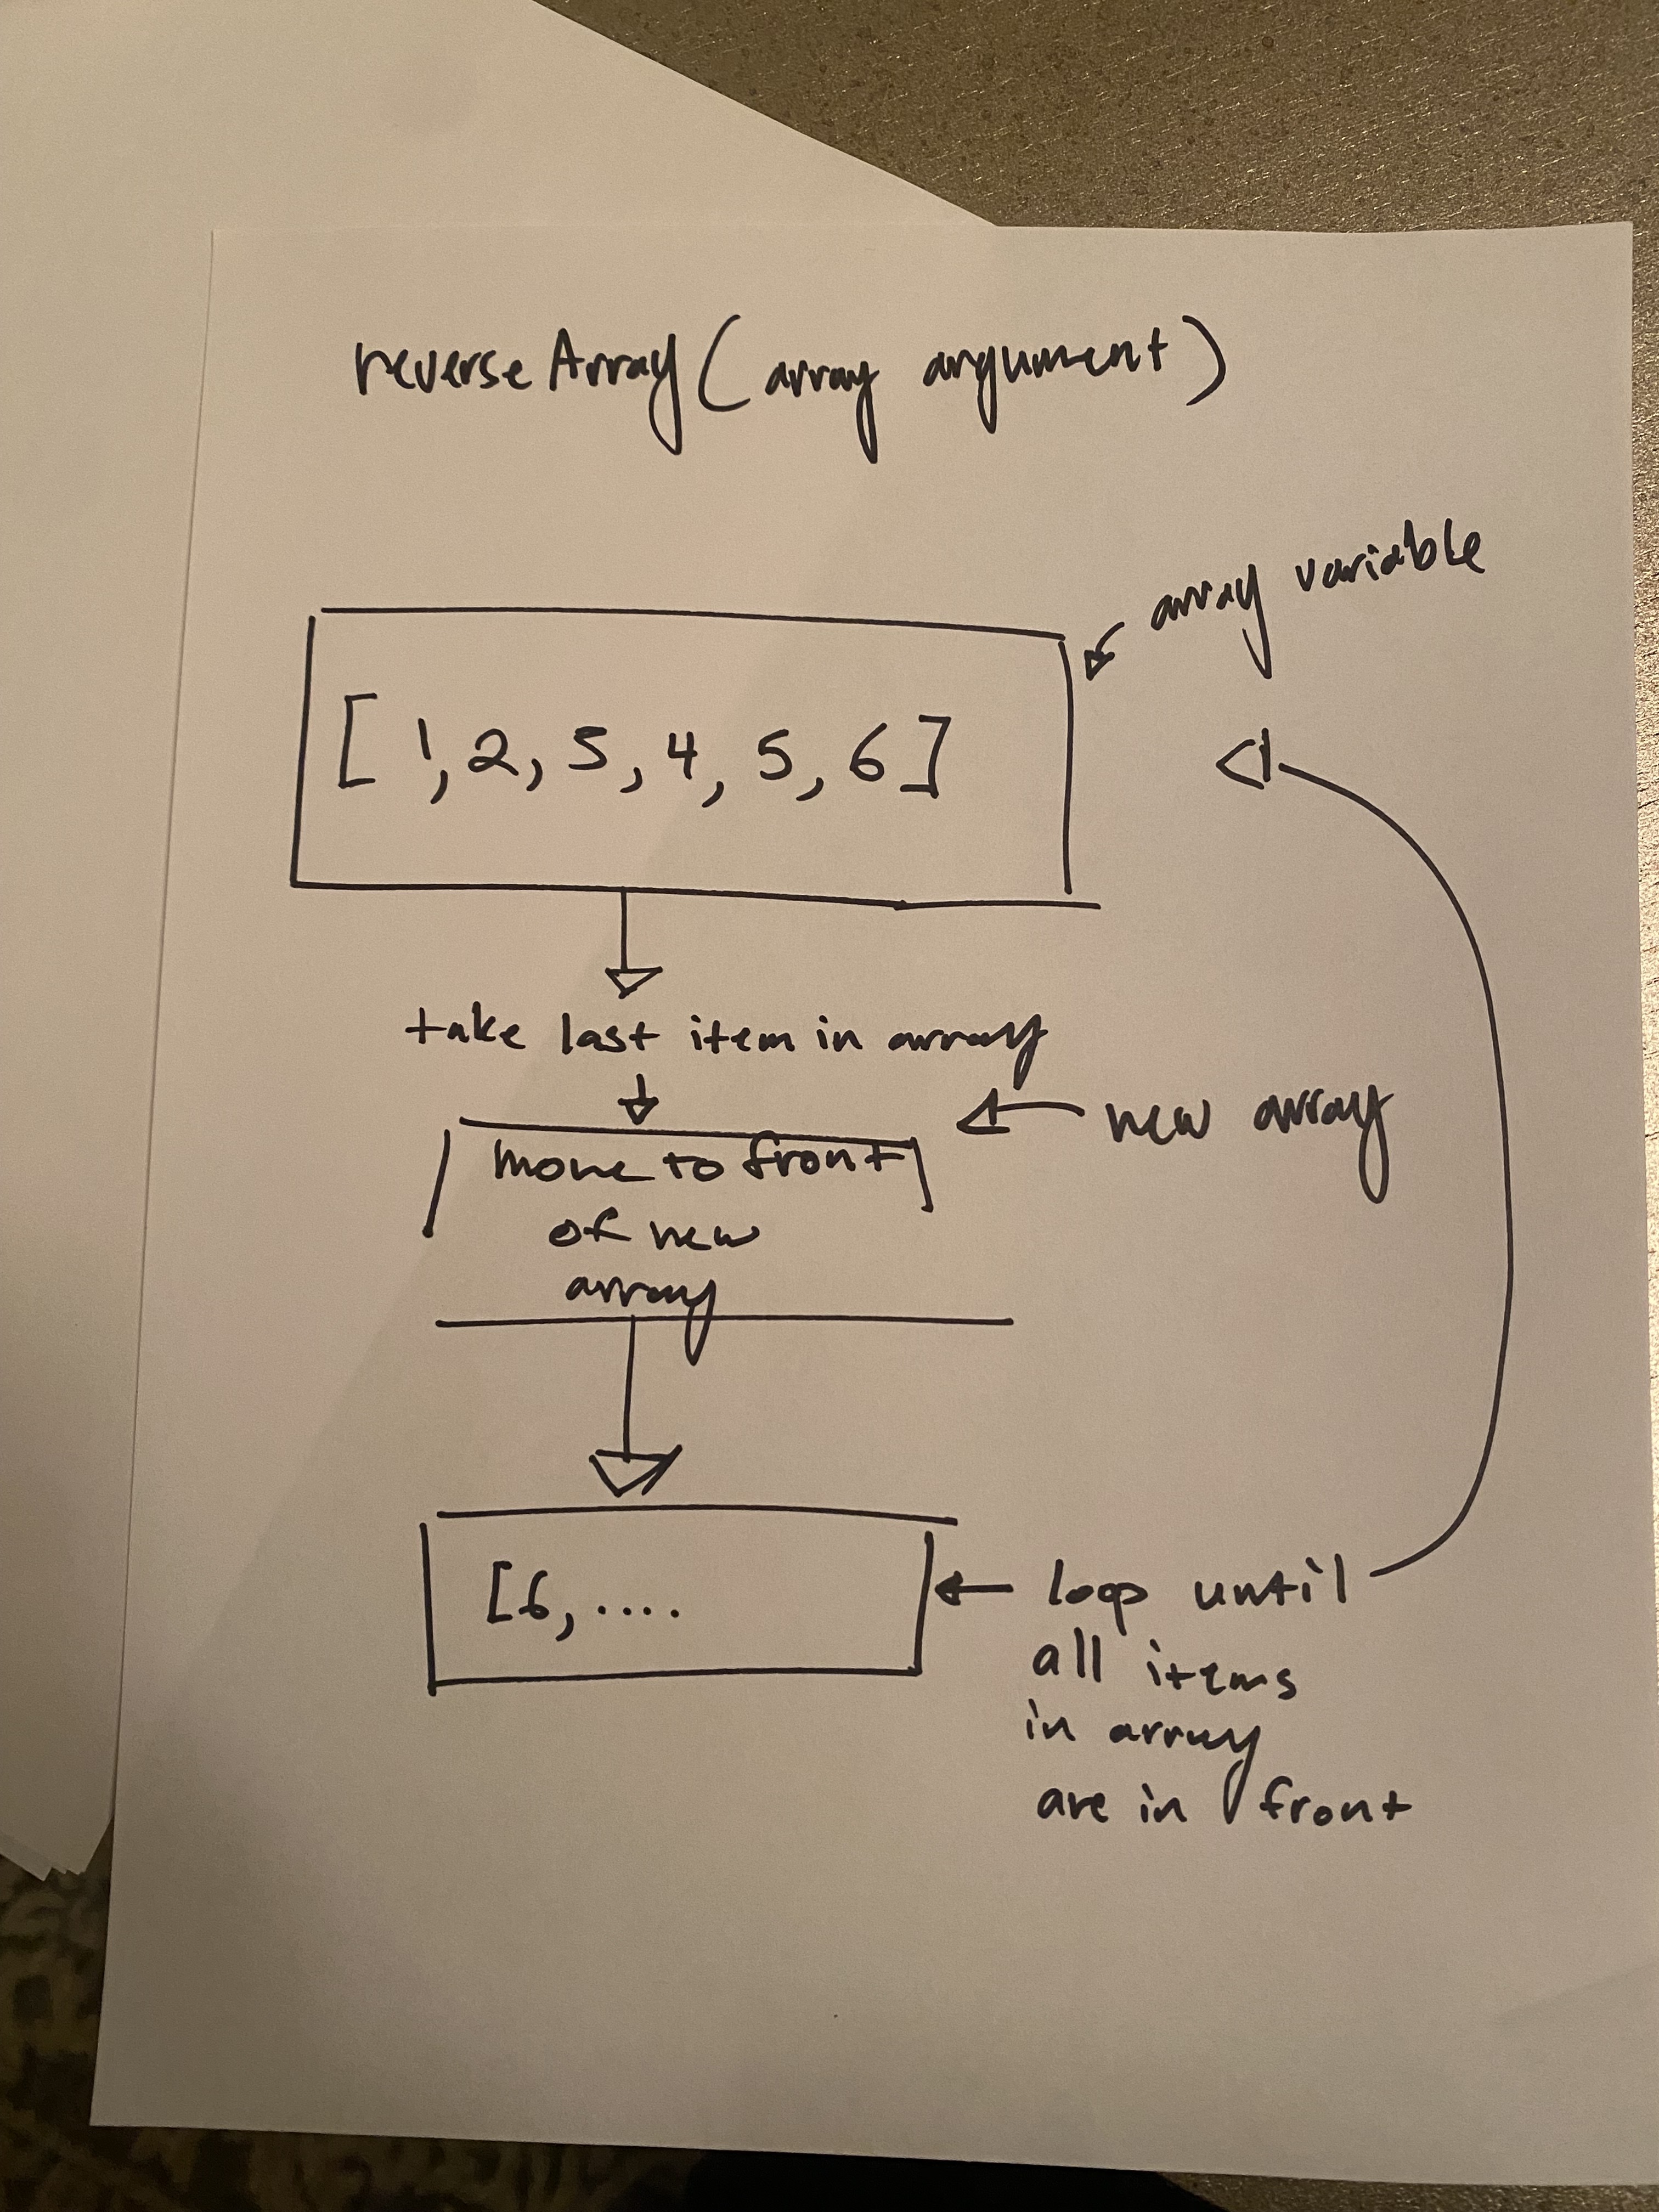 reverseArray(array argument)
array variable
[1, 2, 5, 4, 5, 6]
take last item in array
new array
move to front
of new
array
[6, ....
loop until
all items
in array
are in front